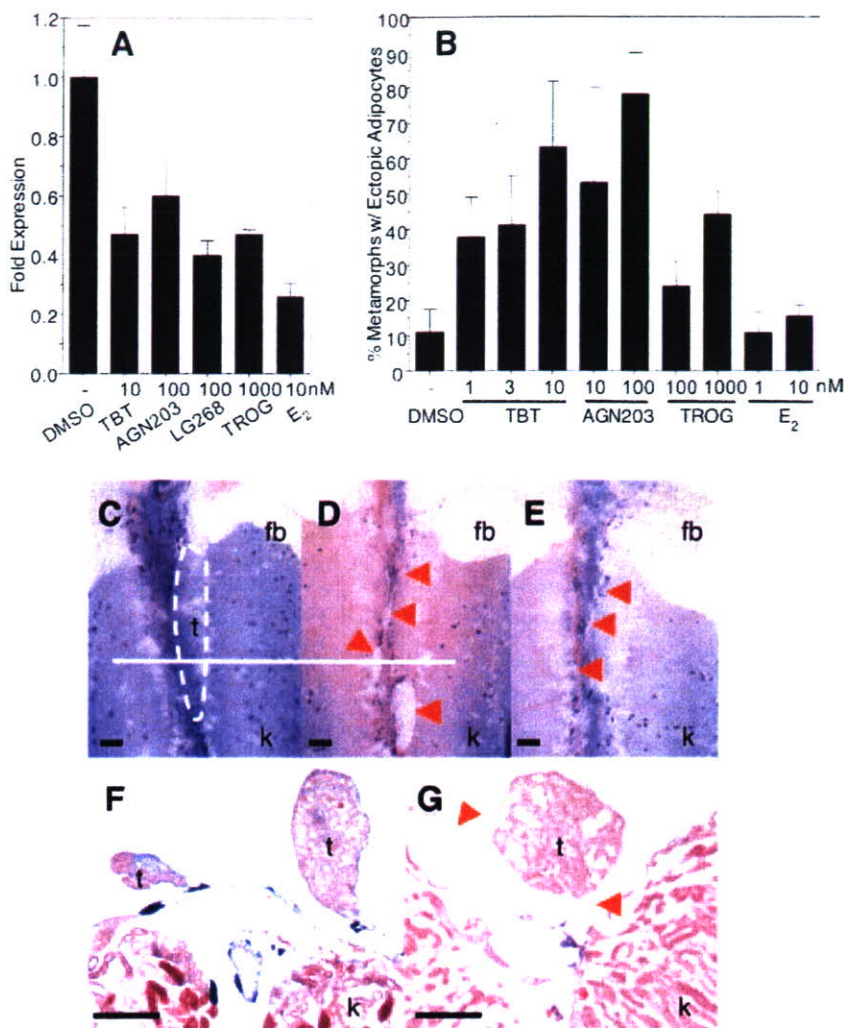 A
Fold Expression
1.2
1.0
0.8
0.6
0.4
0.2
0.0
- 10 100 100 1000 10nM
DMSO TBT AGN203 LG268 TROG E2
B
% Metamorphs w/ Ectopic Adipocytes
100
90
80
70
60
50
40
30
20
10
0
- 1 3 10 10 100 100 1000 1 10 nM
DMSO TBT AGN203 TROG E2
C fb t k
D fb k
E fb k
F t t k
G t k